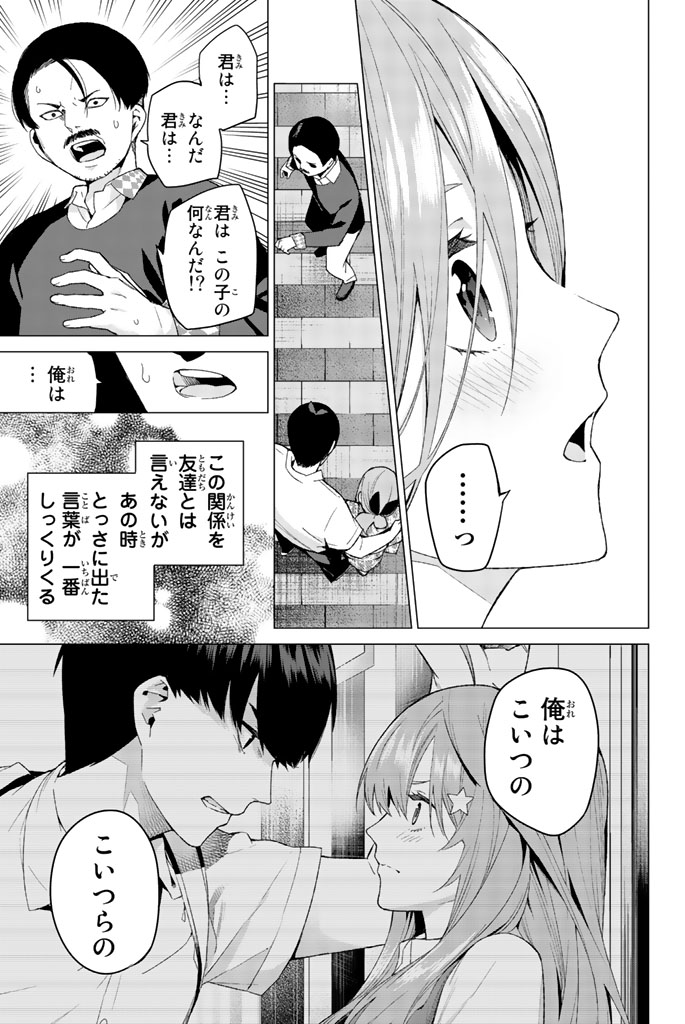 ……っ
君は…
なんだ
君は…
君は この子の
何なんだ!?
俺は
…
この関係を
友達とは
言えないが
あの時
とっさに出た
言葉が 一番
しっくりくる
俺は
こいつの
こいつらの